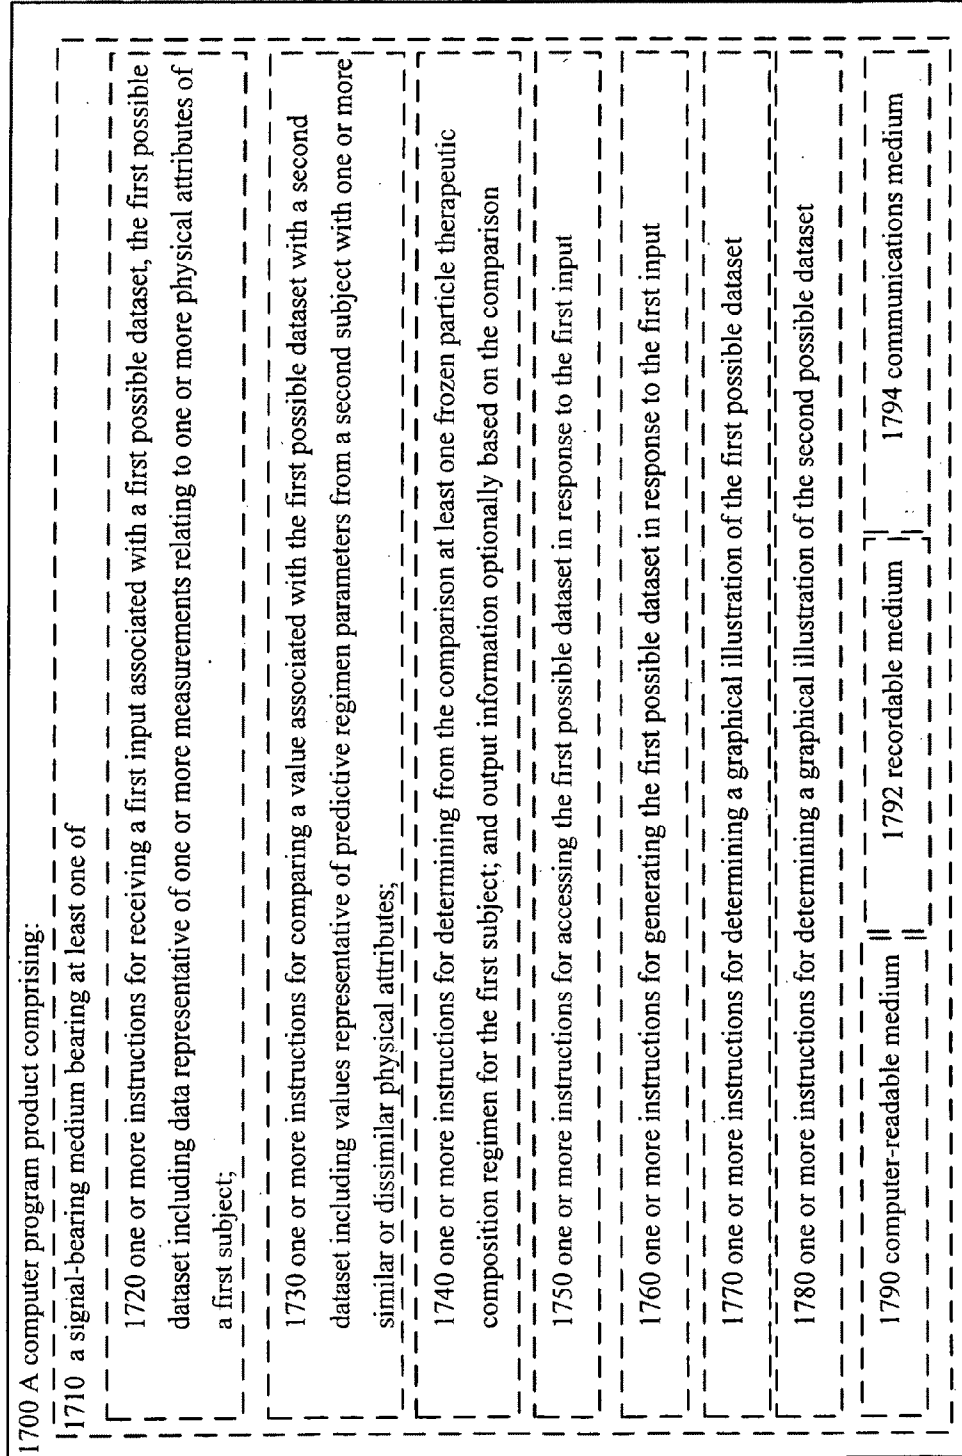 1700 A computer program product comprising:
1710 a signal-bearing medium bearing at least one of
1720 one or more instructions for receiving a first input associated with a first possible dataset, the first possible
dataset including data representative of one or more measurements relating to one or more physical attributes of
a first subject;
1730 one or more instructions for comparing a value associated with the first possible dataset with a second
dataset including values representative of predictive regimen parameters from a second subject with one or more
similar or dissimilar physical attributes;
1740 one or more instructions for determining from the comparison at least one frozen particle therapeutic
composition regimen for the first subject; and output information optionally based on the comparison
1750 one or more instructions for accessing the first possible dataset in response to the first input
1760 one or more instructions for generating the first possible dataset in response to the first input
1770 one or more instructions for determining a graphical illustration of the first possible dataset
1780 one or more instructions for determining a graphical illustration of the second possible dataset
1790 computer-readable medium
1792 recordable medium
1794 communications medium